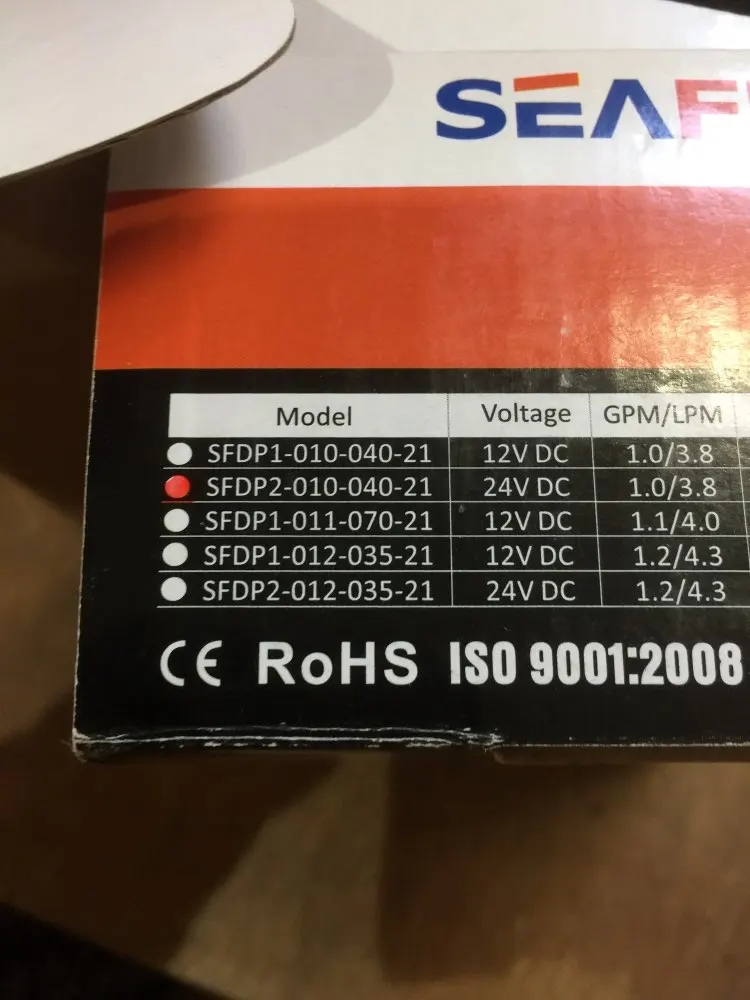 SEAF
Model Voltage GPM/LPM
SFDP1-010-040-21 12V DC 1.0/3.8
SFDP2-010-040-21 24V DC 1.0/3.8
SFDP1-011-070-21 12V DC 1.1/4.0
SFDP1-012-035-21 12V DC 1.2/4.3
SFDP2-012-035-21 24V DC 1.2/4.3
CE RoHS ISO 9001:2008